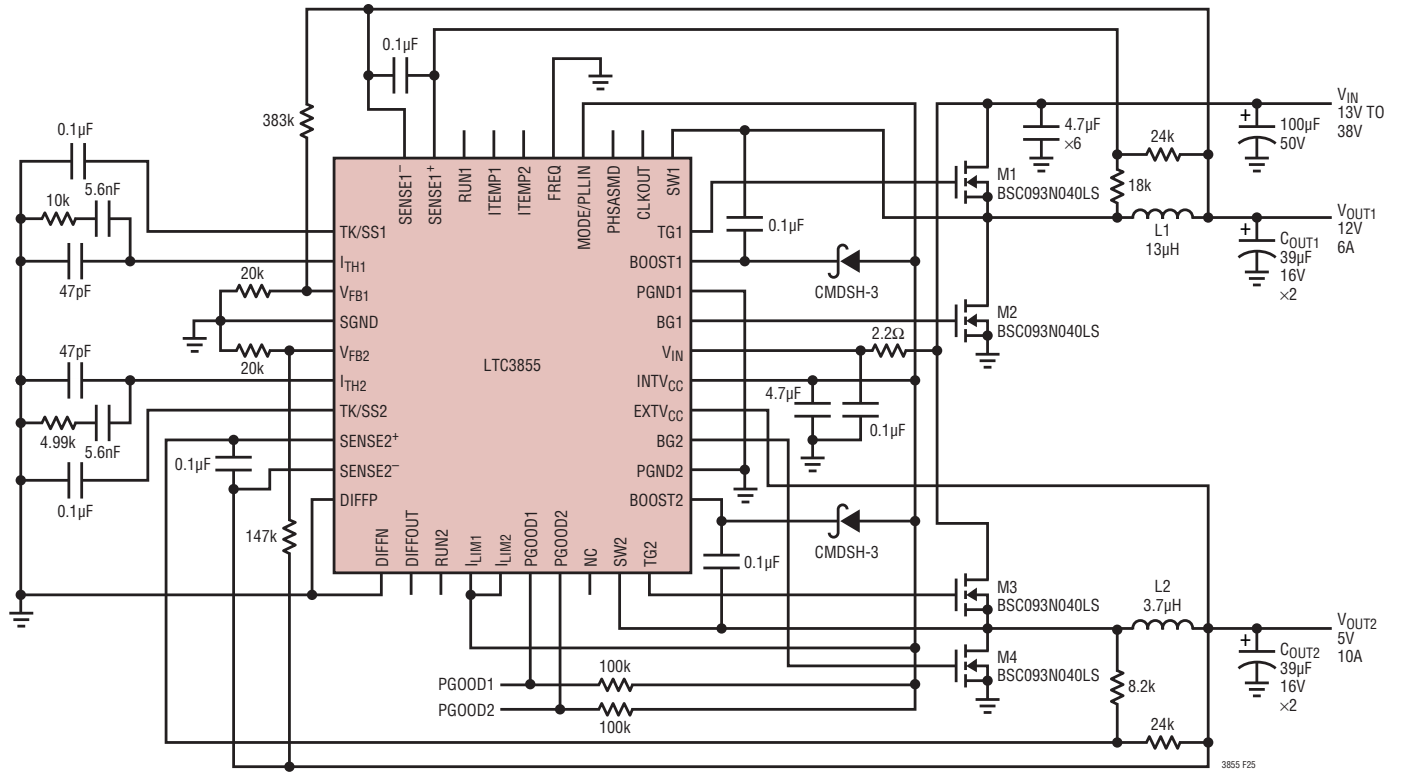 0.1µF
383k
0.1µF
5.6nF
10k
47pF
20k
20k
47pF
4.99k
5.6nF
0.1µF
0.1µF
147k
SENSE1–
SENSE1+
RUN1
ITEMP1
ITEMP2
FREQ
MODE/PLLIN
PHSASMD
CLKOUT
SW1
TK/SS1
ITH1
VFB1
SGND
VFB2
ITH2
TK/SS2
SENSE2+
SENSE2–
DIFFP
LTC3855
TG1
BOOST1
PGND1
BG1
VIN
INTVCC
EXTVCC
BG2
PGND2
BOOST2
DIFFN
DIFFOUT
RUN2
ILIM1
ILIM2
PGOOD1
PGOOD2
NC
SW2
TG2
0.1µF
CMDSH-3
2.2Ω
4.7µF
0.1µF
CMDSH-3
0.1µF
M1
BSC093N040LS
M2
BSC093N040LS
M3
BSC093N040LS
M4
BSC093N040LS
4.7µF
×6
24k
18k
L1
13µH
+
100µF
50V
VIN
13V TO
38V
VOUT1
12V
6A
+
COUT1
39µF
16V
×2
L2
3.7µH
8.2k
24k
VOUT2
5V
10A
+
COUT2
39µF
16V
×2
PGOOD1
100k
PGOOD2
100k
3855 F25